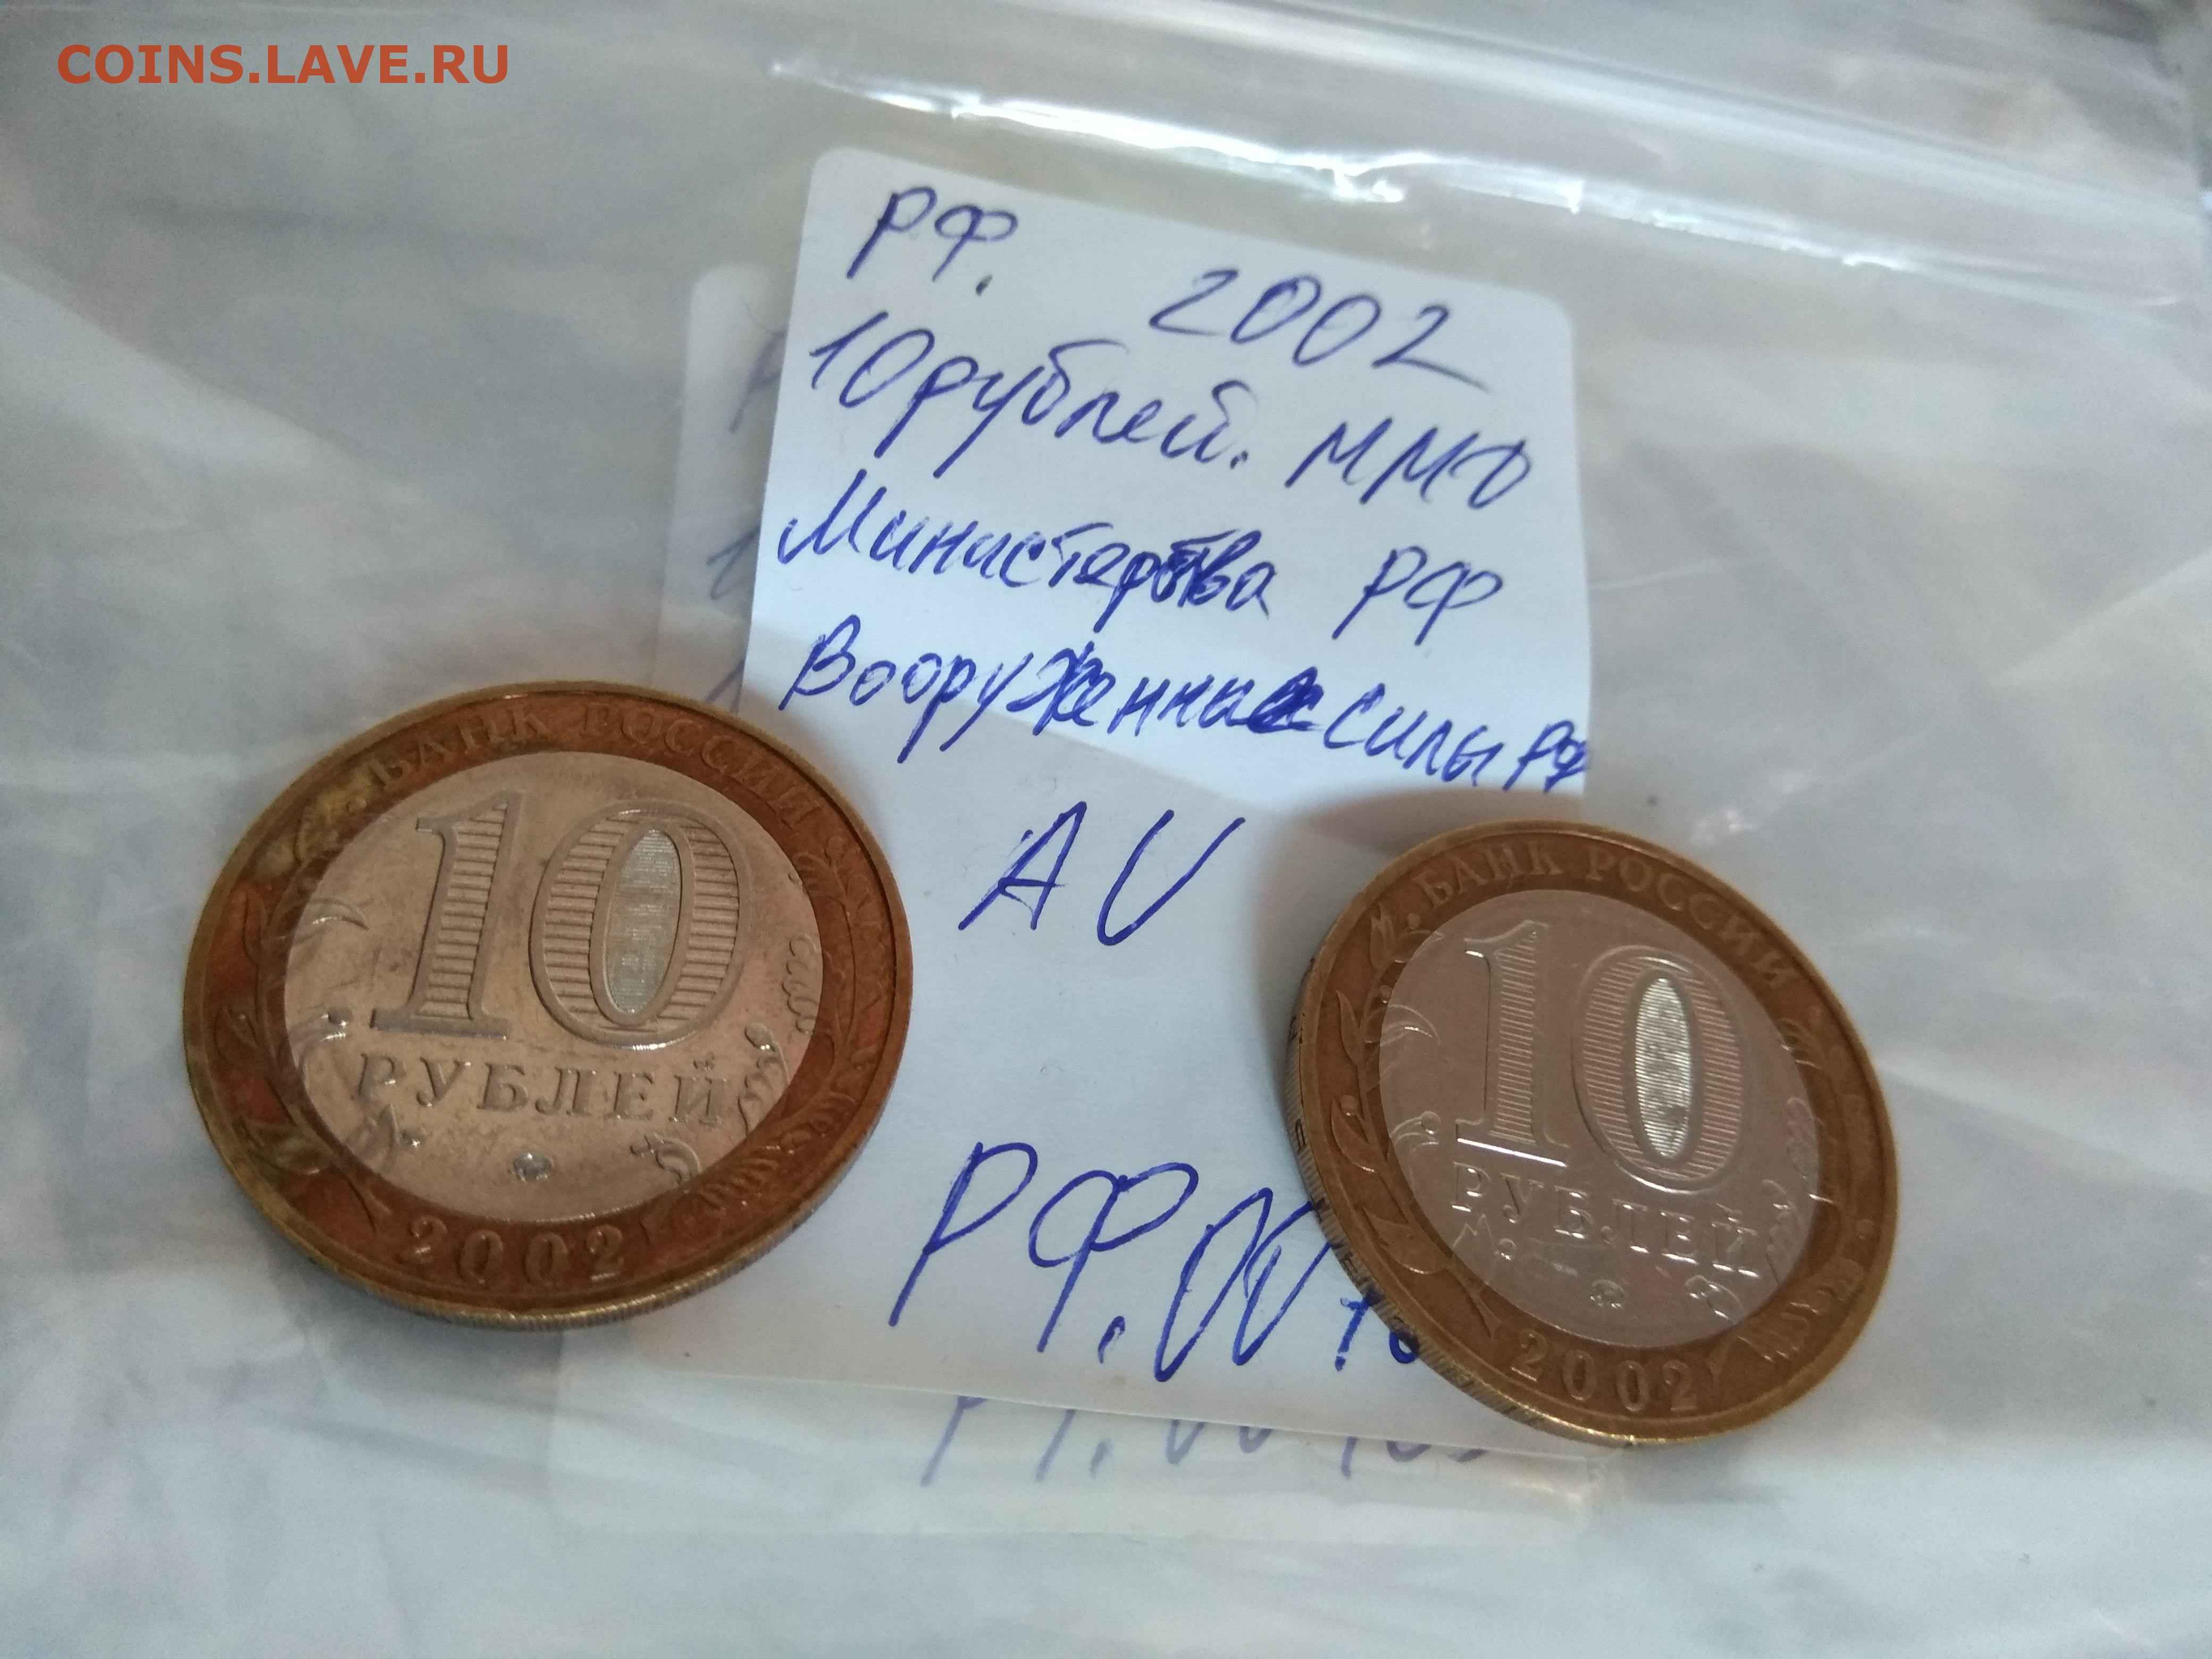 COINS.LAVE.RU
РФ. 2002
10 рублей. ММД
Министерства РФ
Вооруженные силы РФ
AU
РФ.
БАНК РОССИИ
10
РУБЛЕЙ
2002
БАНК РОССИИ
10
РУБЛЕЙ
2002